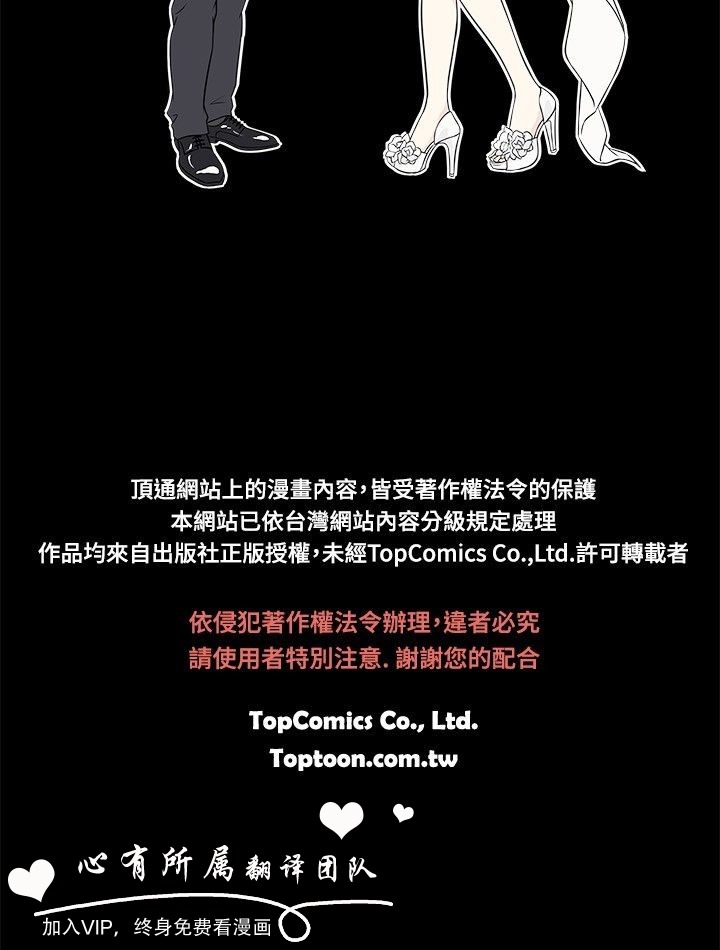 頂通網站上的漫畫內容，皆受著作權法令的保護
本網站已依台灣網站內容分級規定處理
作品均來自出版社正版授權，未經TopComics Co.,Ltd.許可轉載者
依侵犯著作權法令辦理，違者必究
請使用者特別注意. 謝謝您的配合
TopComics Co., Ltd.
Toptoon.com.tw
心有所属翻译团队
加入VIP，终身免费看漫画